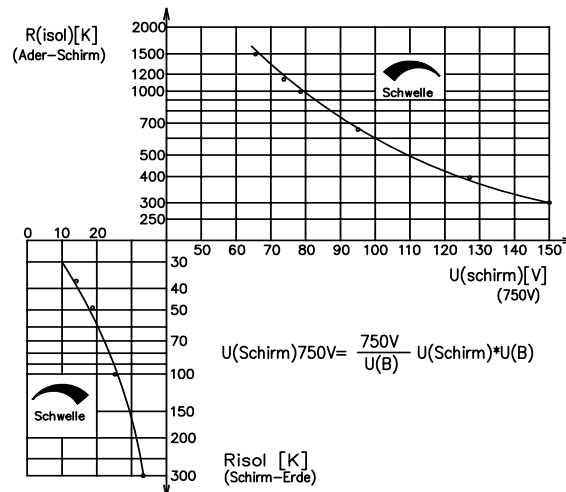 R(isol)[K]
(Ader-Schirm)
2000
1500
1200
1000
700
500
400
300
250
Schwelle
50 60 70 80 90 100 110 120 130 140 150
U(schirm)[V]
(750V)
0 10 20
30
40
50
70
100
150
200
300
Schwelle
U(Schirm)750V= 750V / U(B) U(Schirm)*U(B)
Risol [K]
(Schirm-Erde)